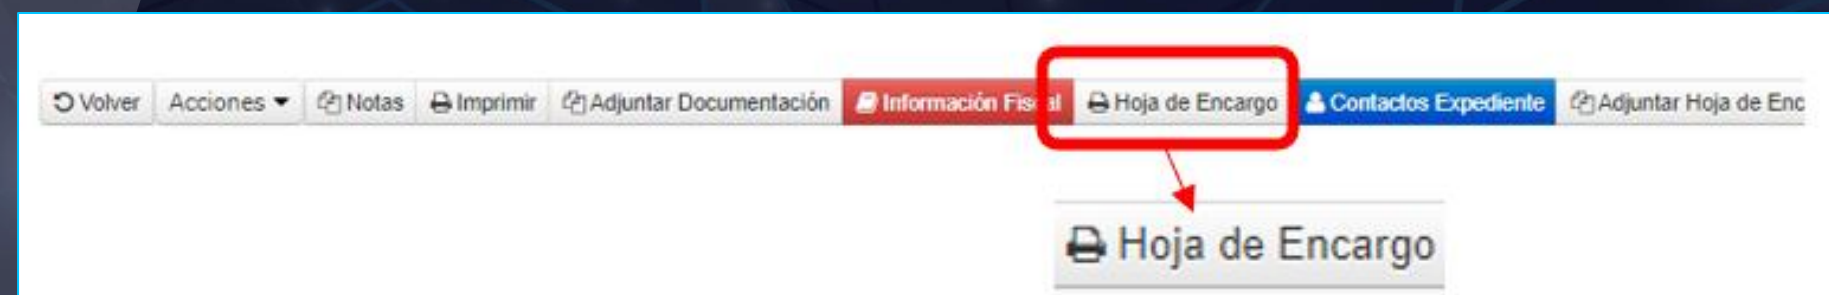 Volver Acciones Notas Imprimir Adjuntar Documentación Información Fiscal Hoja de Encargo Contactos Expediente Adjuntar Hoja de Enc
Hoja de Encargo